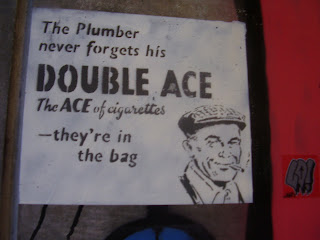 The Plumber
never forgets his
DOUBLE ACE
The ACE of cigarettes
—they're in
the bag